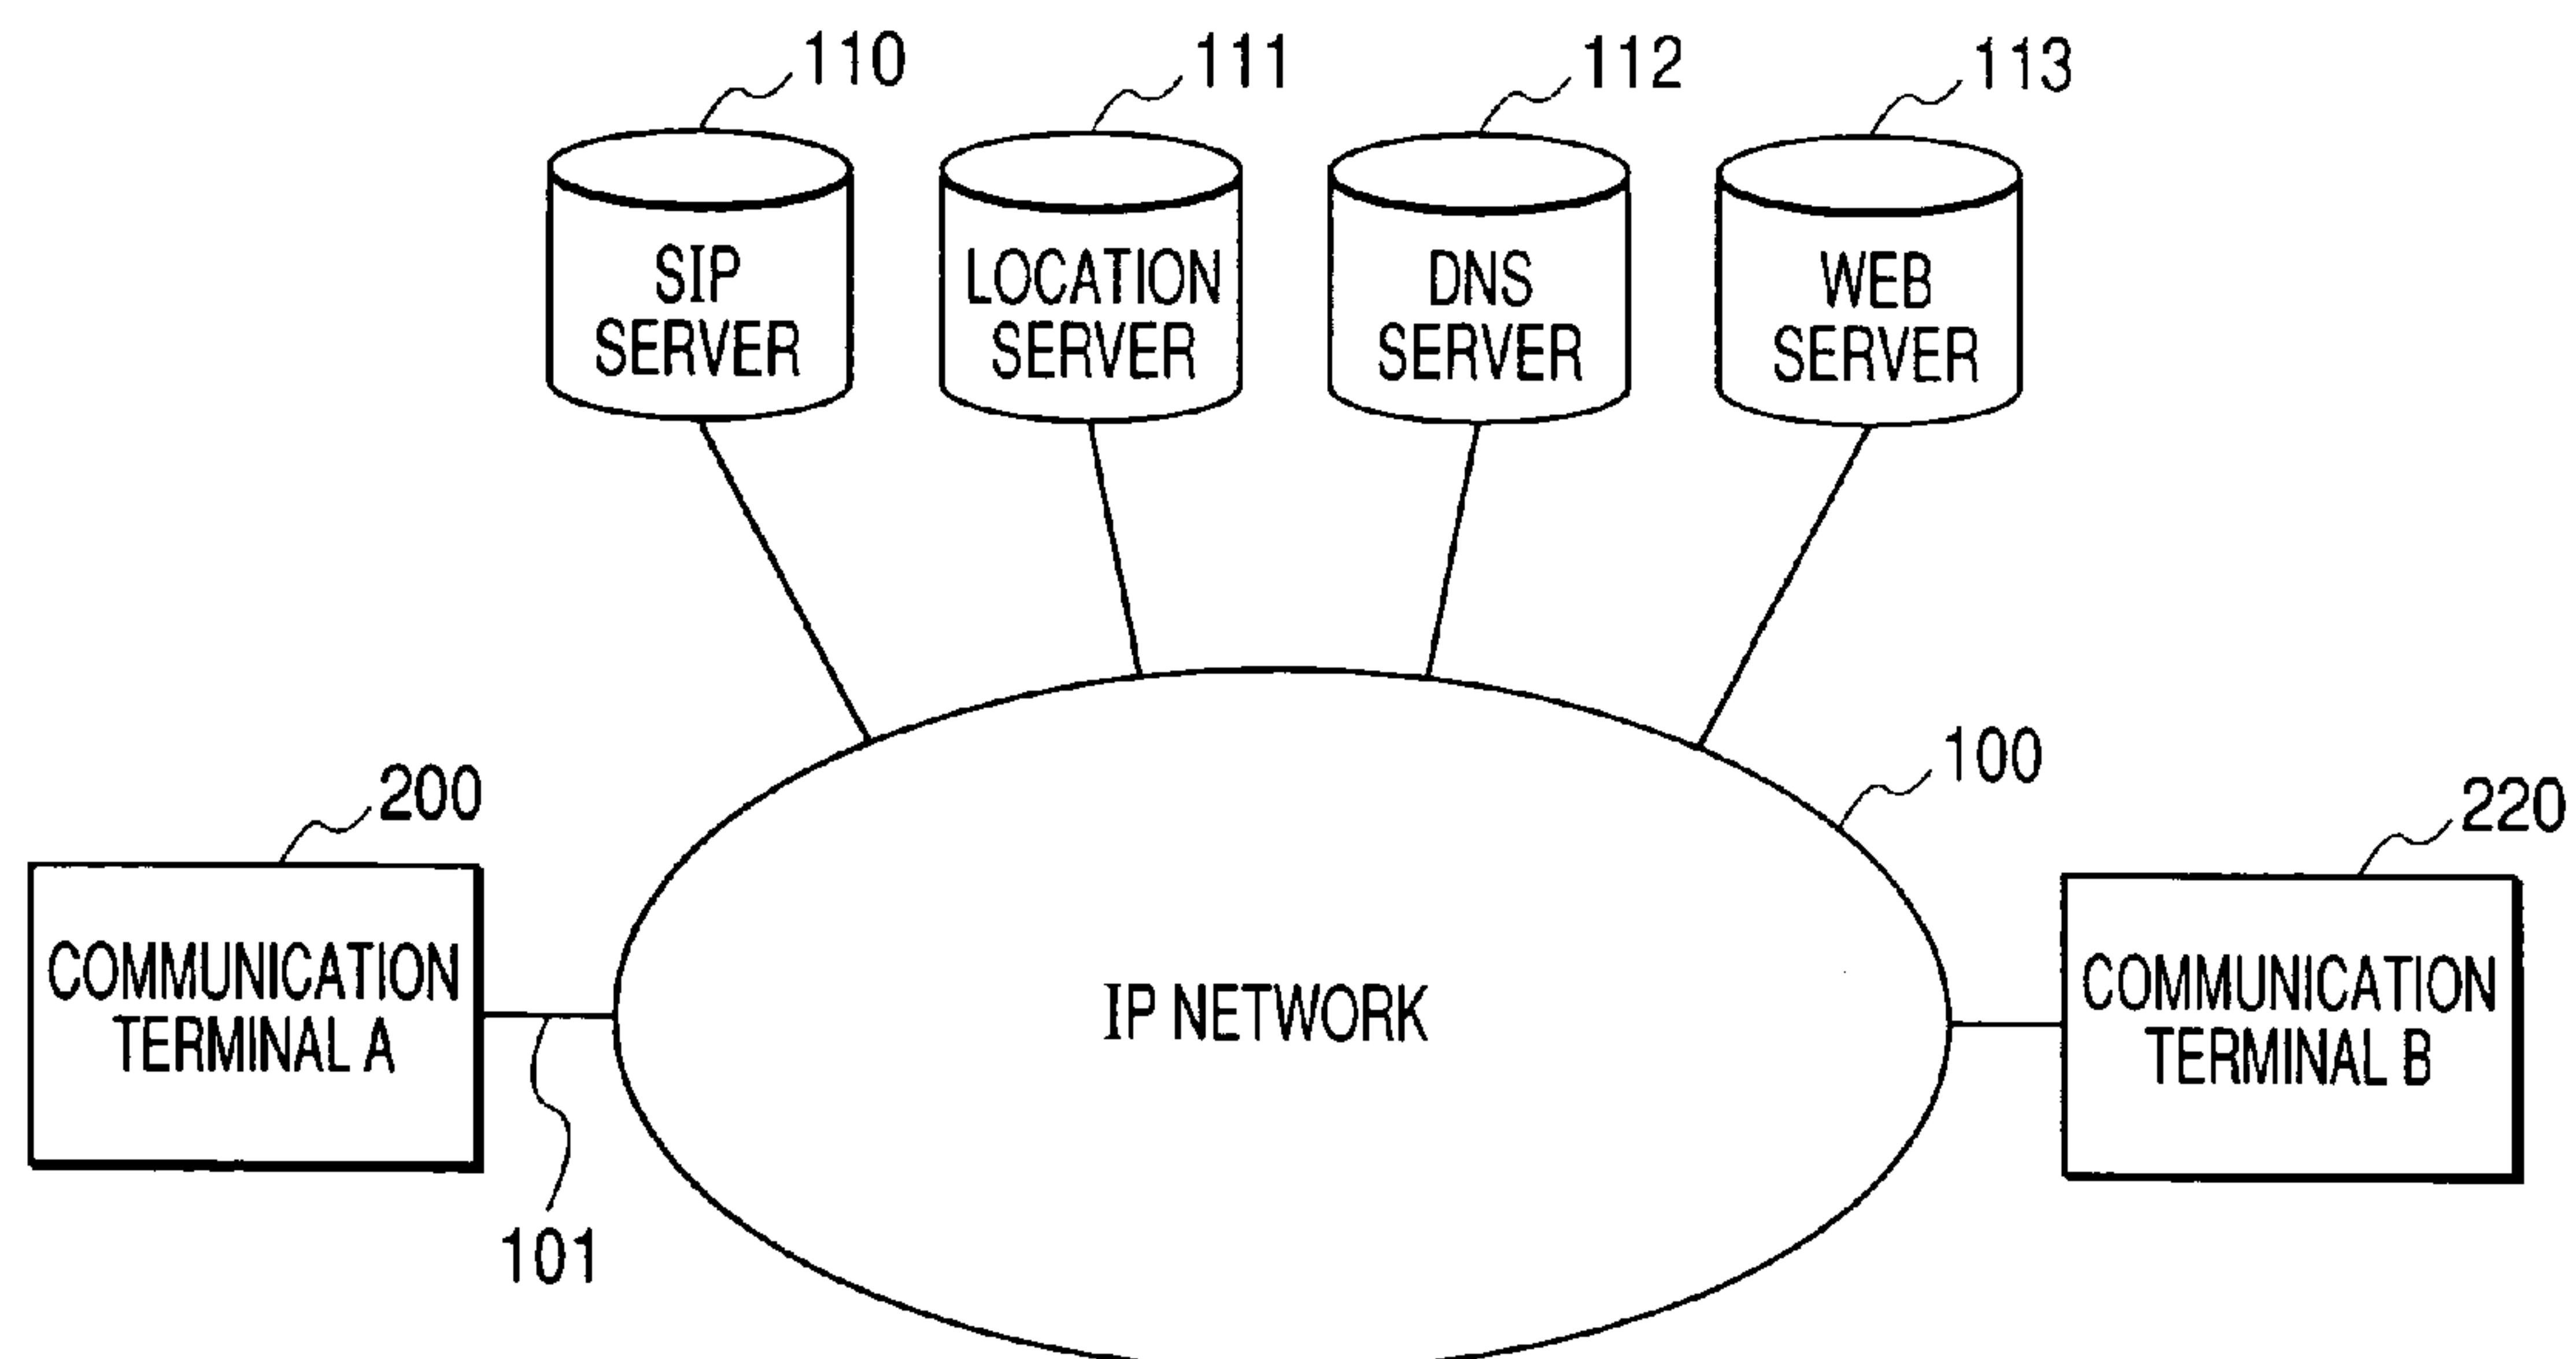 110
111
112
113
SIP
SERVER
LOCATION
SERVER
DNS
SERVER
WEB
SERVER
100
200
220
COMMUNICATION
TERMINAL A
IP NETWORK
COMMUNICATION
TERMINAL B
101